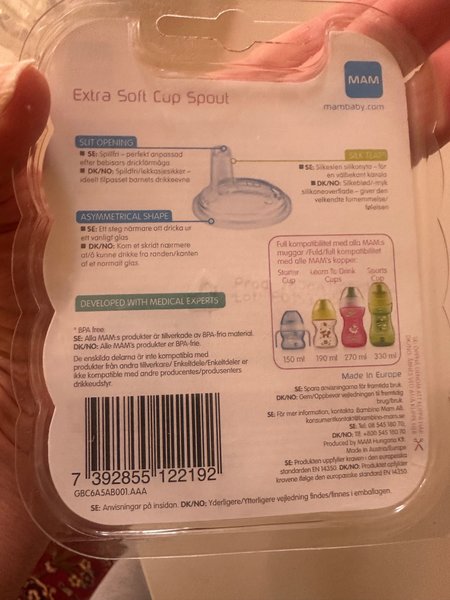 MAM
mambaby.com
Extra Soft Cup Spout
SLIT OPENING
SE: Spillfri – perfekt anpassad
efter bebisars drickförmåga
DK/NO: Spildfri/lekkasjesikker –
ideell tilpasset barnets drikkeevne
SILK TEAT®
SE: Silkeslen silikonyta – för
en välbekant känsla
DK/NO: Silkeblød/-myk
silikoneoverflade – giver den
velkendte fornemmelse/
følelsen
ASYMMETRICAL SHAPE
SE: Ett steg närmare att dricka ur
ett vanligt glas
DK/NO: Kom et skridt nærmere
at/å kunne drikke fra randen/kanten
af et normalt glas.
Full kompatibilitet med alla MAM:s
muggar /Fuld/full kompatibilitet
med alle MAM's kopper.
Starter Cup
Learn To Drink Cups
Sports Cup
150 ml 190 ml 270 ml 330 ml
DEVELOPED WITH MEDICAL EXPERTS
* BPA free
SE: Alla MAM:s produkter är tillverkade av BPA-fria material.
DK/NO: Alle MAM's produkter er BPA-frie.
De enskilda delarna är inte kompatibla med
produkter från andra tillverkare/ Enkeltdele/Enkeltdeler er
ikke kompatible med andre producenters/produsenters
drikkeudstyr.
Made In Europe
SE: Spara anvisningarna för framtida bruk.
DK/NO: Gem/Oppbevar vejledningen til fremtidig
brug/bruk.
SE: För mer information, kontakta: Bambino Mam AB,
konsumentkontakt@bambino-mam.se
SE: Tel: 08 545 180 70;
DK/NO: Tlf: +800 545 180 70
Produced by MAM Hungaria Kft.
Made in Austria/Europe
SE: Produkten uppfyller kraven i den europeiska
standarden EN 14350. DK/NO: Produktet opfylder
kravene ifølge den europæiske standard EN 14350
7 392855 122192
GBC6A5AB001.AAA
SE: Anvisningar på insidan. DK/NO: Yderligere/Ytterligere vejledning findes/finnes i emballagen.